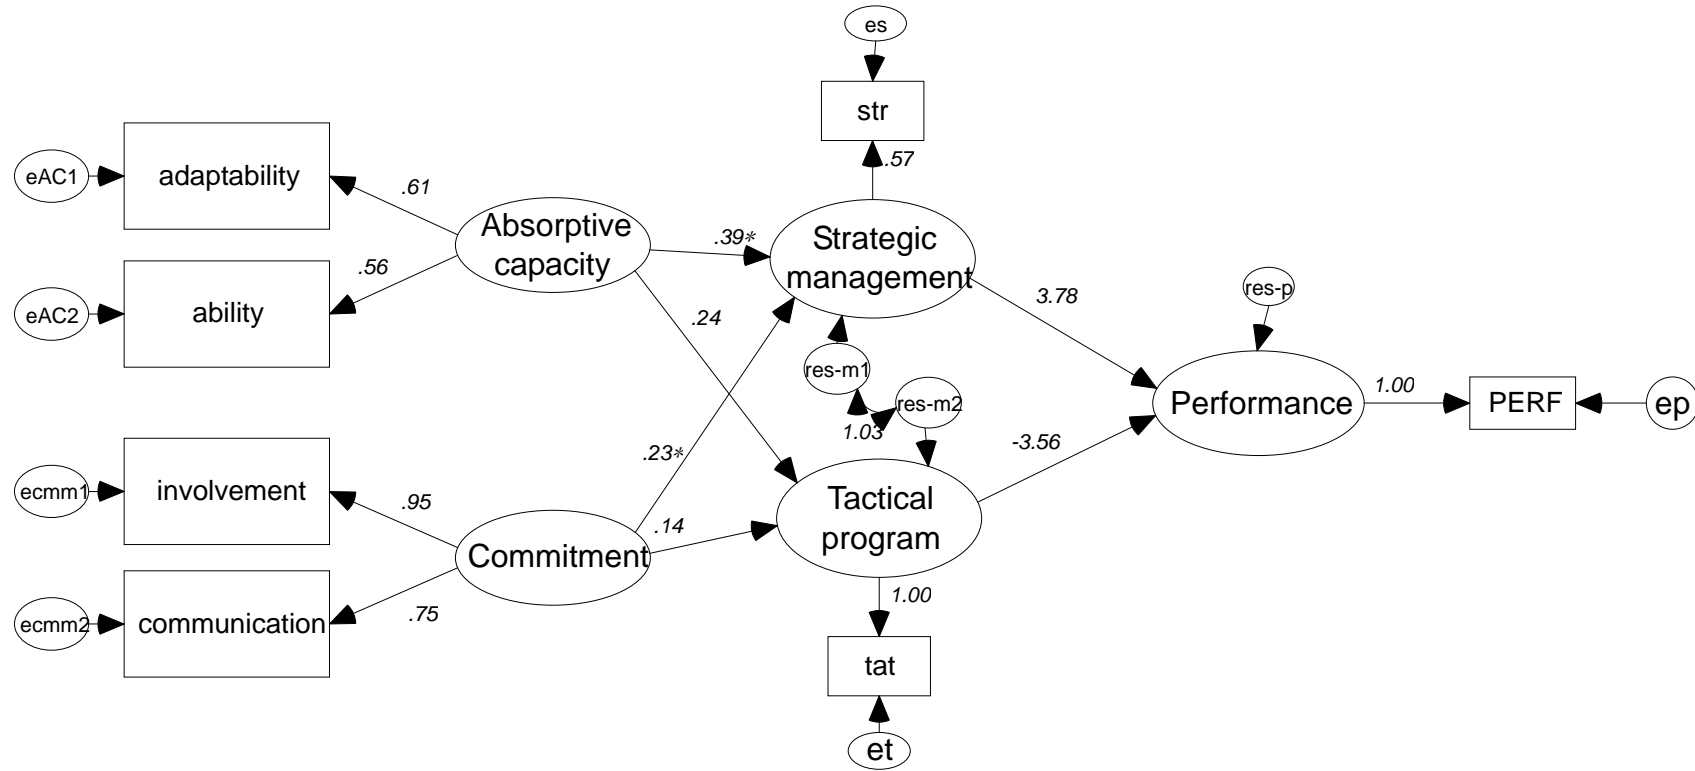 es
str
.57
eAC1
adaptability
.61
Absorptive
capacity
.39*
Strategic
management
eAC2
ability
.56
.24
3.78
res-p
res-m1
res-m2
1.03
Performance
1.00
PERF
ep
.23*
-3.56
ecmm1
involvement
.95
Tactical
program
Commitment
.14
ecmm2
communication
.75
1.00
tat
et